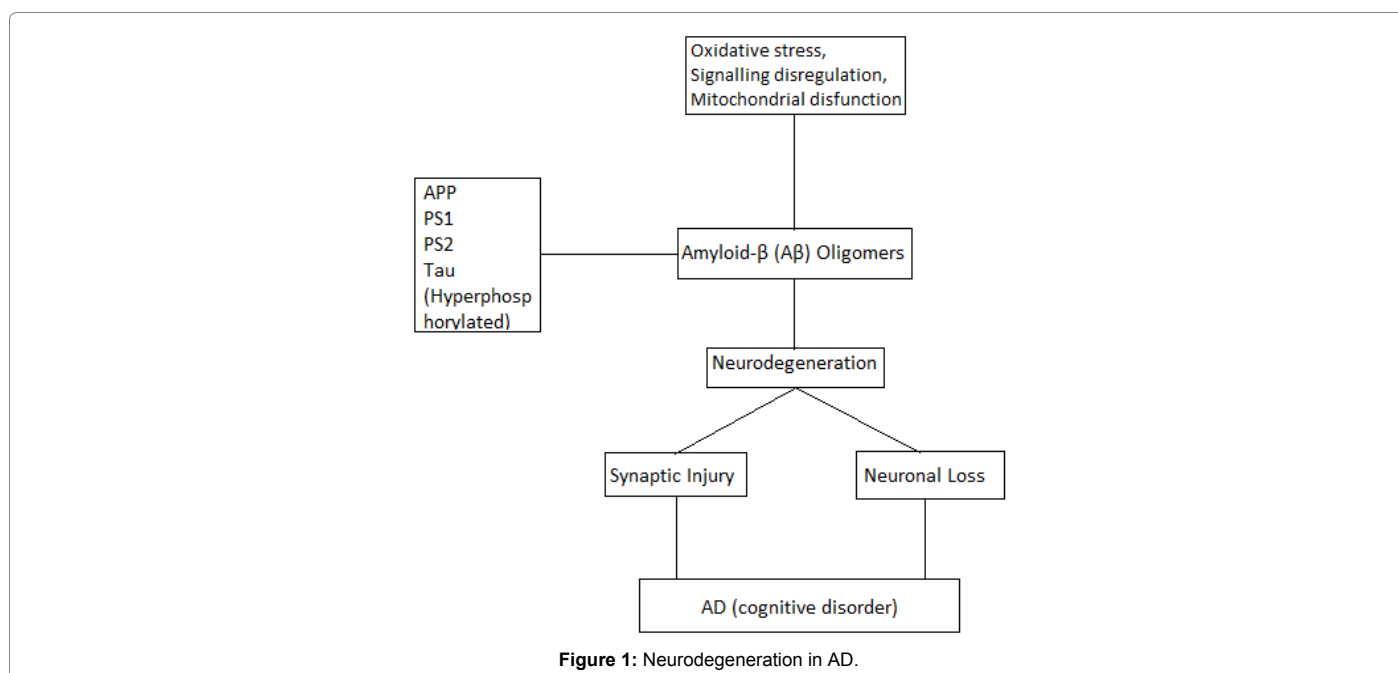 Oxidative stress,
Signalling disregulation,
Mitochondrial disfunction
APP
PS1
PS2
Tau
(Hyperphosp
horylated)
Amyloid-β (Aβ) Oligomers
Neurodegeneration
Synaptic Injury
Neuronal Loss
AD (cognitive disorder)
Figure 1: Neurodegeneration in AD.